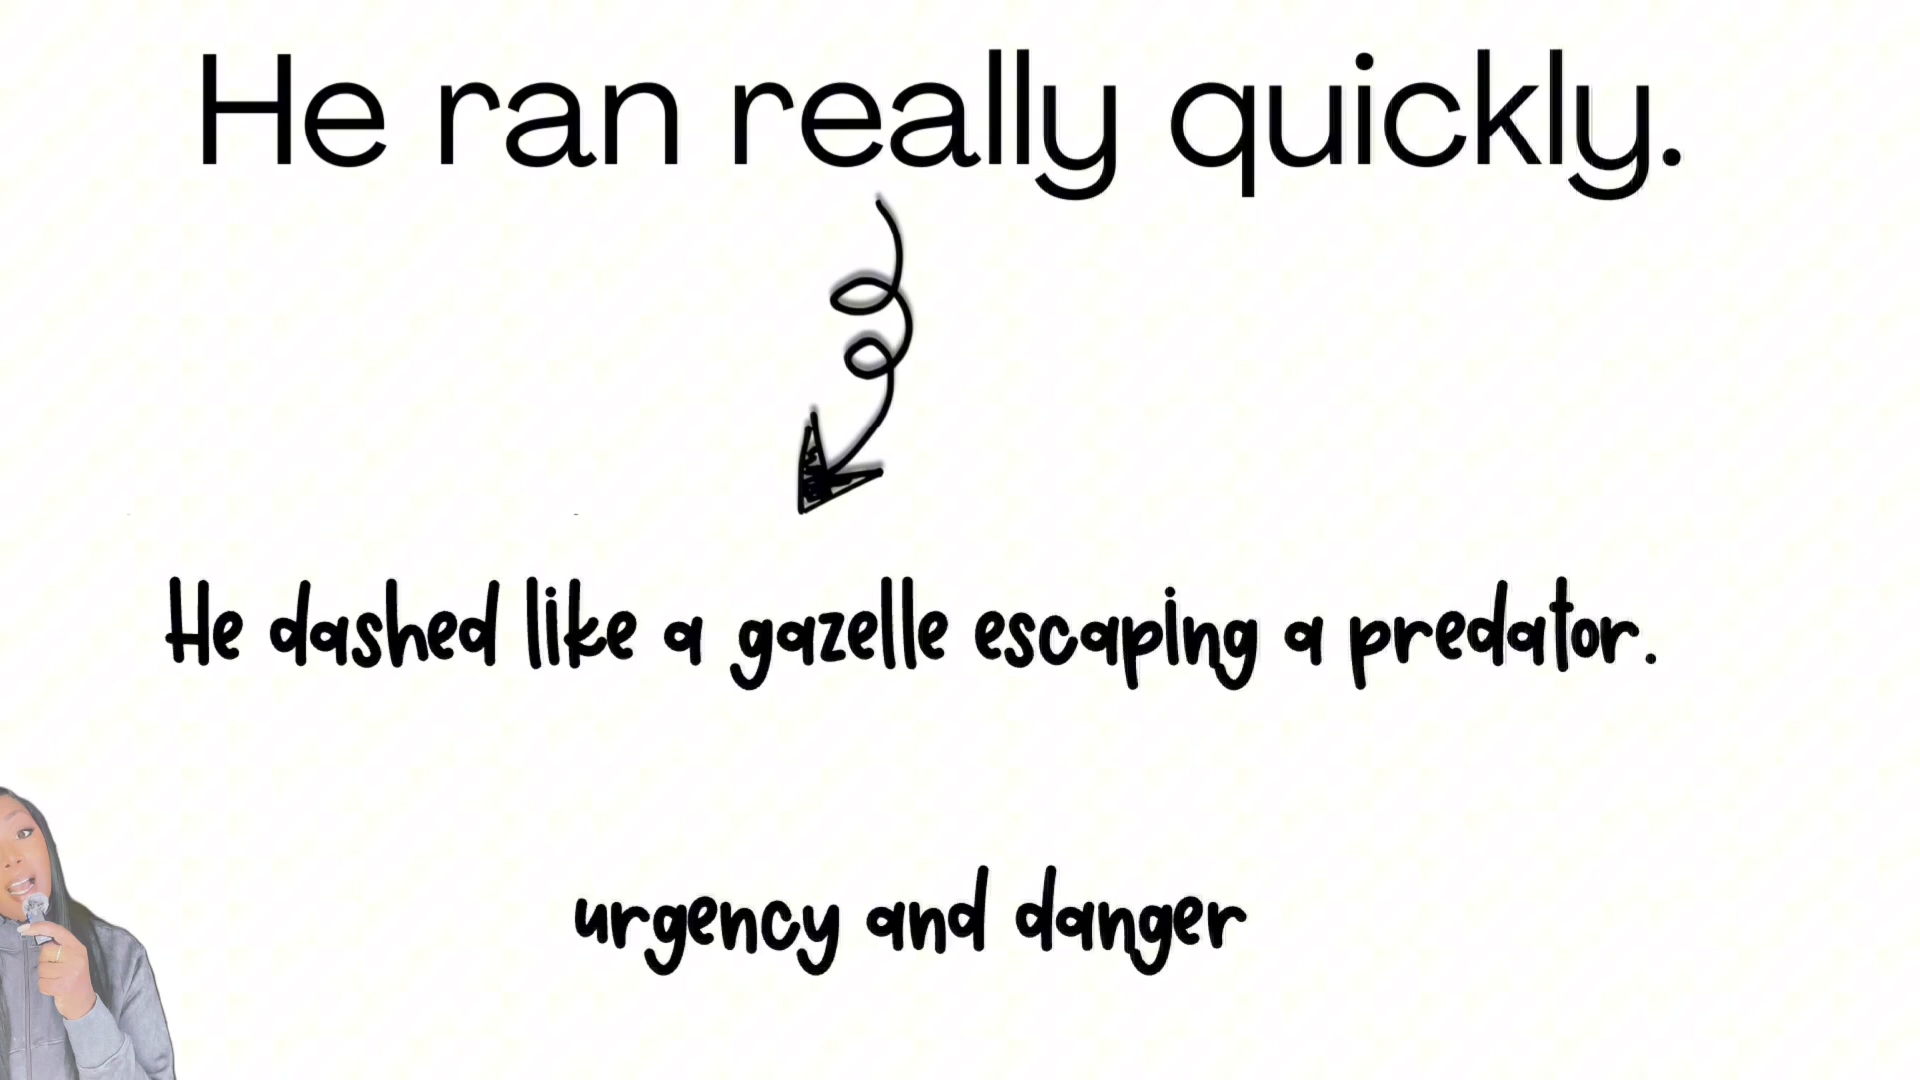 He ran really quickly.
He dashed like a gazelle escaping a predator.
urgency and danger